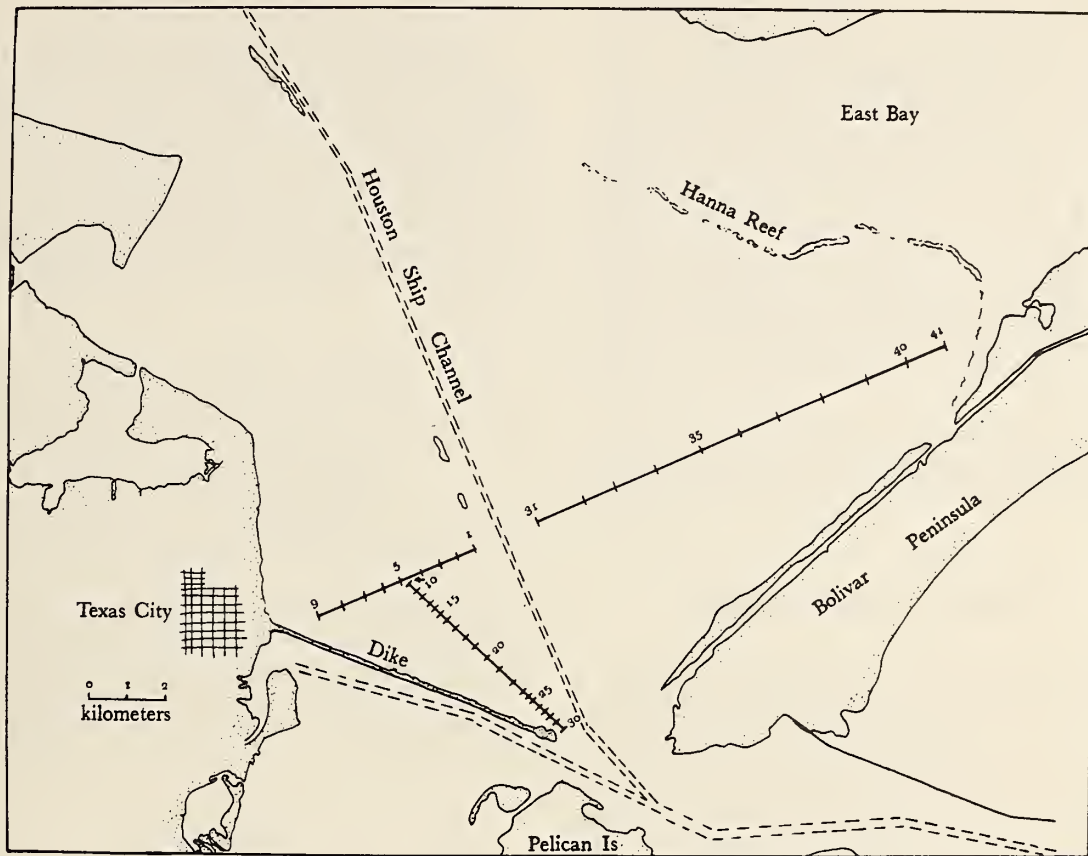 East Bay
Hanna Reef
Houston Ship Channel
41
40
35
31
1
5
9
10
15
20
25
30
Texas City
Dike
0 1 2
kilometers
Peninsula
Bolivar
Pelican Is